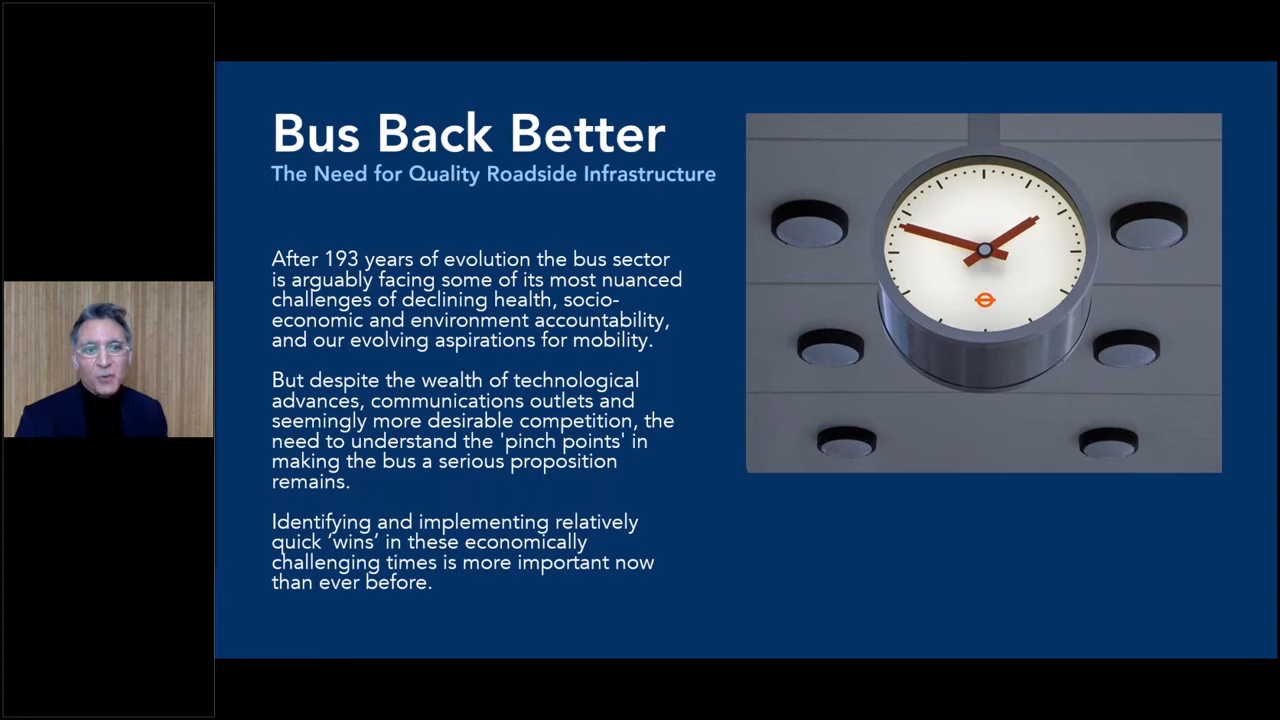 Bus Back Better
The Need for Quality Roadside Infrastructure
After 193 years of evolution the bus sector
is arguably facing some of its most nuanced
challenges of declining health, socio-
economic and environment accountability,
and our evolving aspirations for mobility.
But despite the wealth of technological
advances, communications outlets and
seemingly more desirable competition, the
need to understand the 'pinch points' in
making the bus a serious proposition
remains.
Identifying and implementing relatively
quick ‘wins’ in these economically
challenging times is more important now
than ever before.